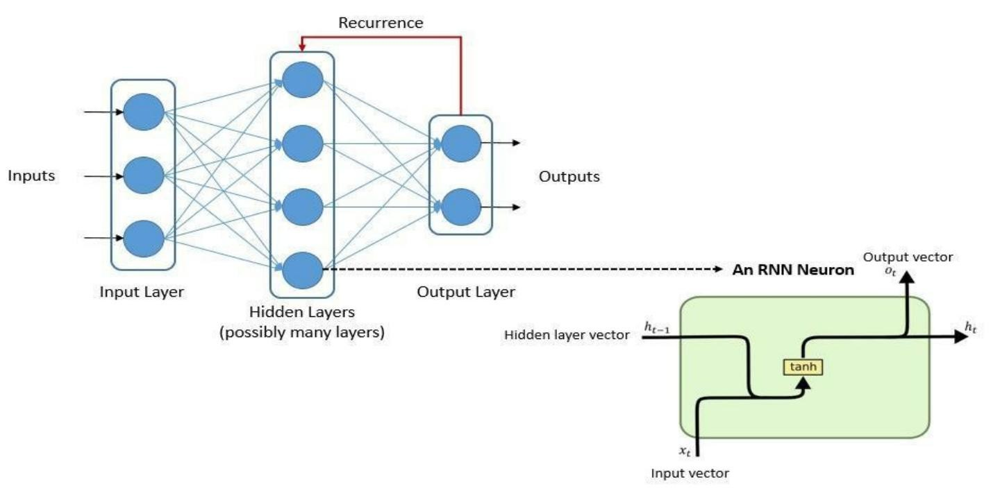 Recurrence
Inputs
Outputs
Input Layer
Hidden Layers
(possibly many layers)
Output Layer
An RNN Neuron
Output vector
oₜ
Hidden layer vector
hₜ₋₁
hₜ
tanh
xₜ
Input vector